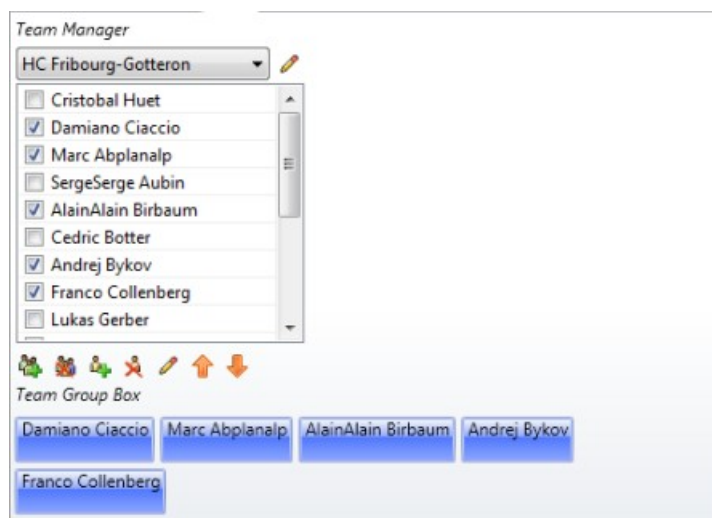 Team Manager
HC Fribourg-Gotteron
Cristobal Huet
Damiano Ciaccio
Marc Abplanalp
SergeSerge Aubin
AlainAlain Birbaum
Cedric Botter
Andrej Bykov
Franco Collenberg
Lukas Gerber
Team Group Box
Damiano Ciaccio Marc Abplanalp AlainAlain Birbaum Andrej Bykov
Franco Collenberg